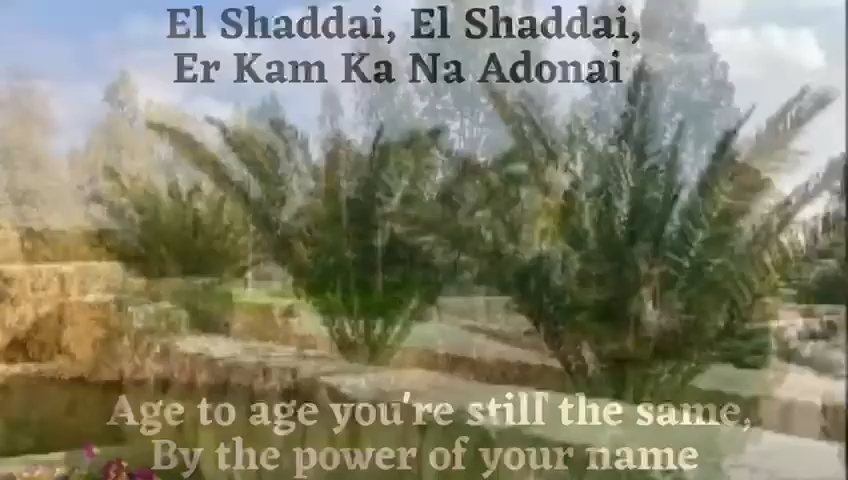 El Shaddai, El Shaddai,
Er Kam Ka Na Adonai
Age to age you're still the same,
By the power of your name